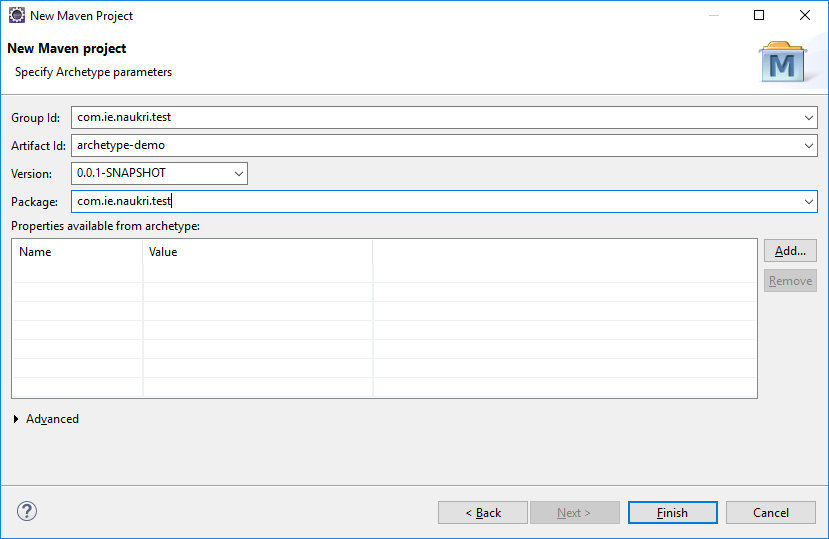 New Maven Project
New Maven project
Specify Archetype parameters
M
Group Id: com.ie.naukri.test
Artifact Id: archetype-demo
Version: 0.0.1-SNAPSHOT
Package: com.ie.naukri.test
Properties available from archetype:
Name Value
Add...
Remove
Advanced
? < Back Next > Finish Cancel